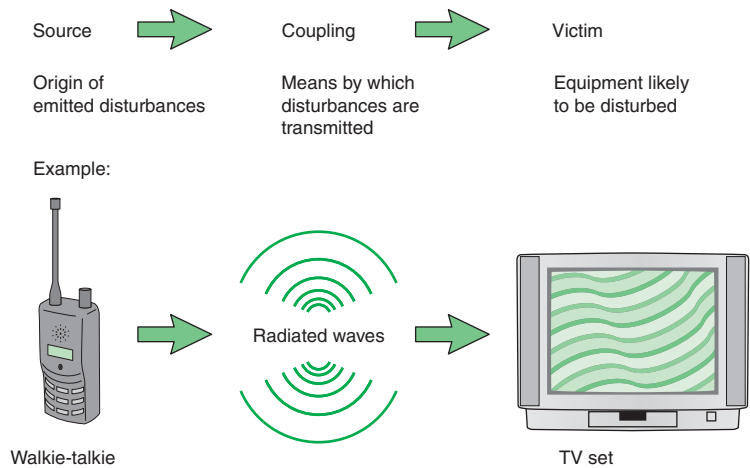 Source
Coupling
Victim
Origin of
emitted disturbances
Means by which
disturbances are
transmitted
Equipment likely
to be disturbed
Example:
Radiated waves
Walkie-talkie
TV set